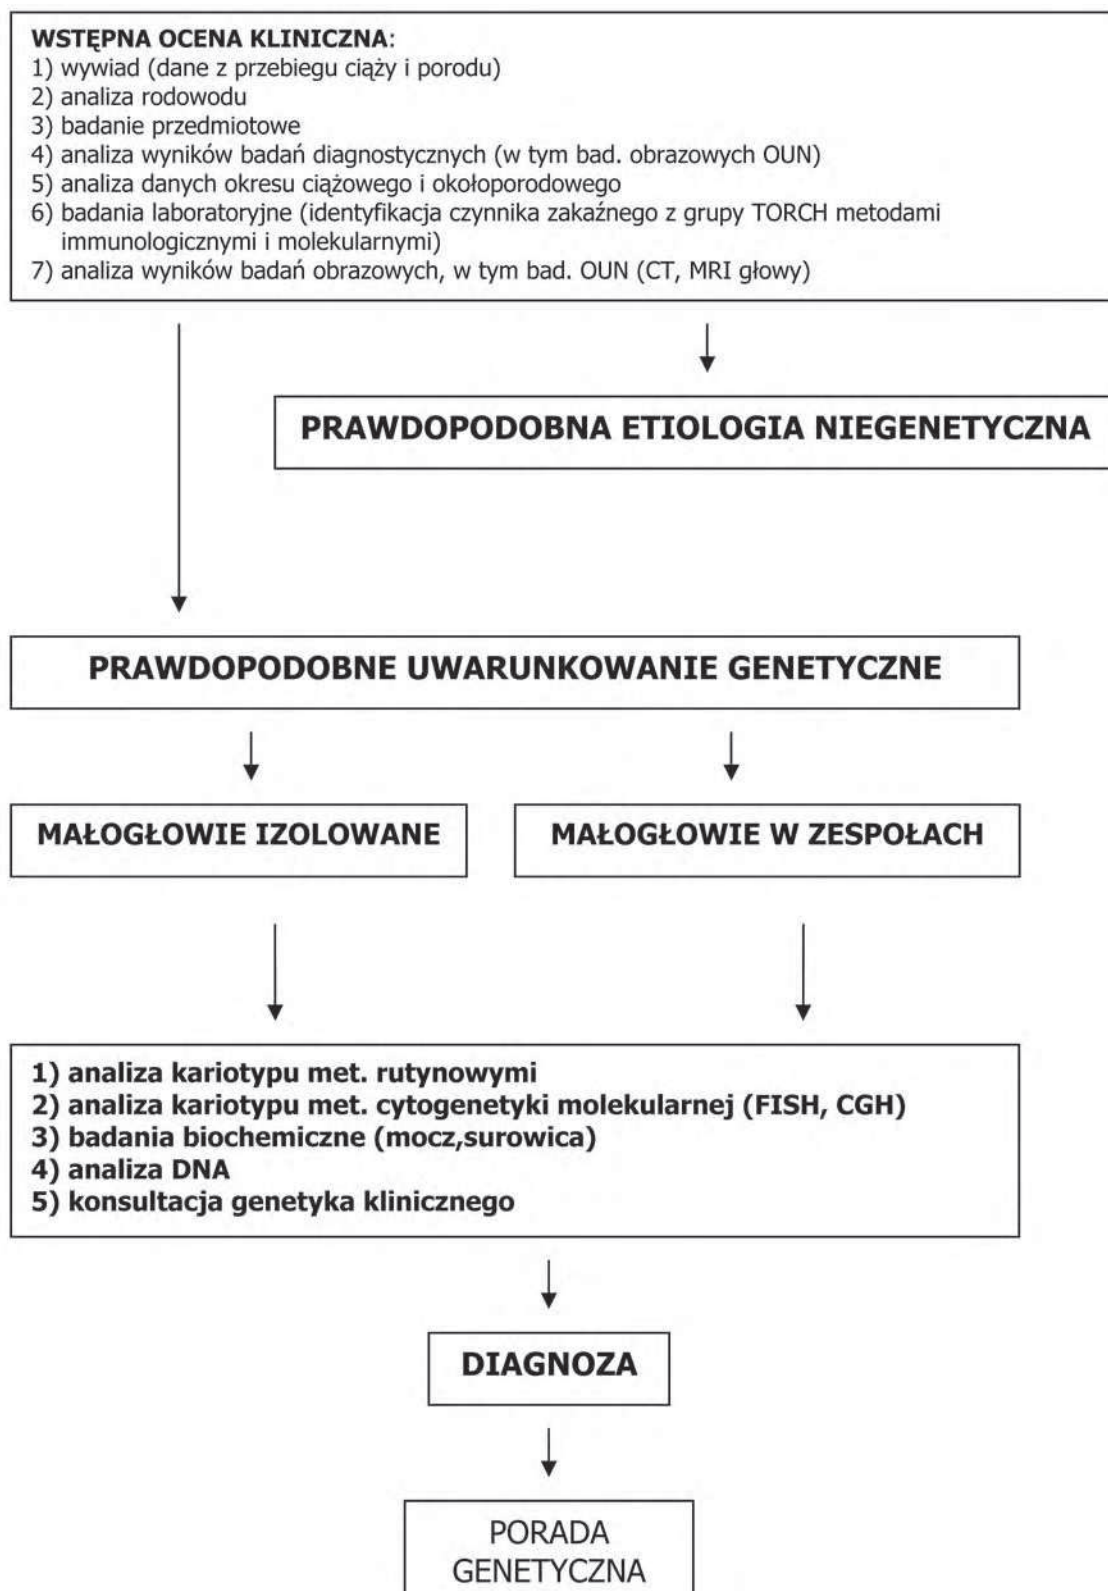 WSTĘPNA OCENA KLINICZNA:
1) wywiad (dane z przebiegu ciąży i porodu)
2) analiza rodowodu
3) badanie przedmiotowe
4) analiza wyników badań diagnostycznych (w tym bad. obrazowych OUN)
5) analiza danych okresu ciążowego i okołoporodowego
6) badania laboratoryjne (identyfikacja czynnika zakaźnego z grupy TORCH metodami
immunologicznymi i molekularnymi)
7) analiza wyników badań obrazowych, w tym bad. OUN (CT, MRI głowy)
PRAWDOPODOBNA ETIOLOGIA NIEGENETYCZNA
PRAWDOPODOBNE UWARUNKOWANIE GENETYCZNE
MAŁOGŁOWIE IZOLOWANE
MAŁOGŁOWIE W ZESPOŁACH
1) analiza kariotypu met. rutynowymi
2) analiza kariotypu met. cytogenetyki molekularnej (FISH, CGH)
3) badania biochemiczne (mocz,surowica)
4) analiza DNA
5) konsultacja genetyka klinicznego
DIAGNOZA
PORADA
GENETYCZNA